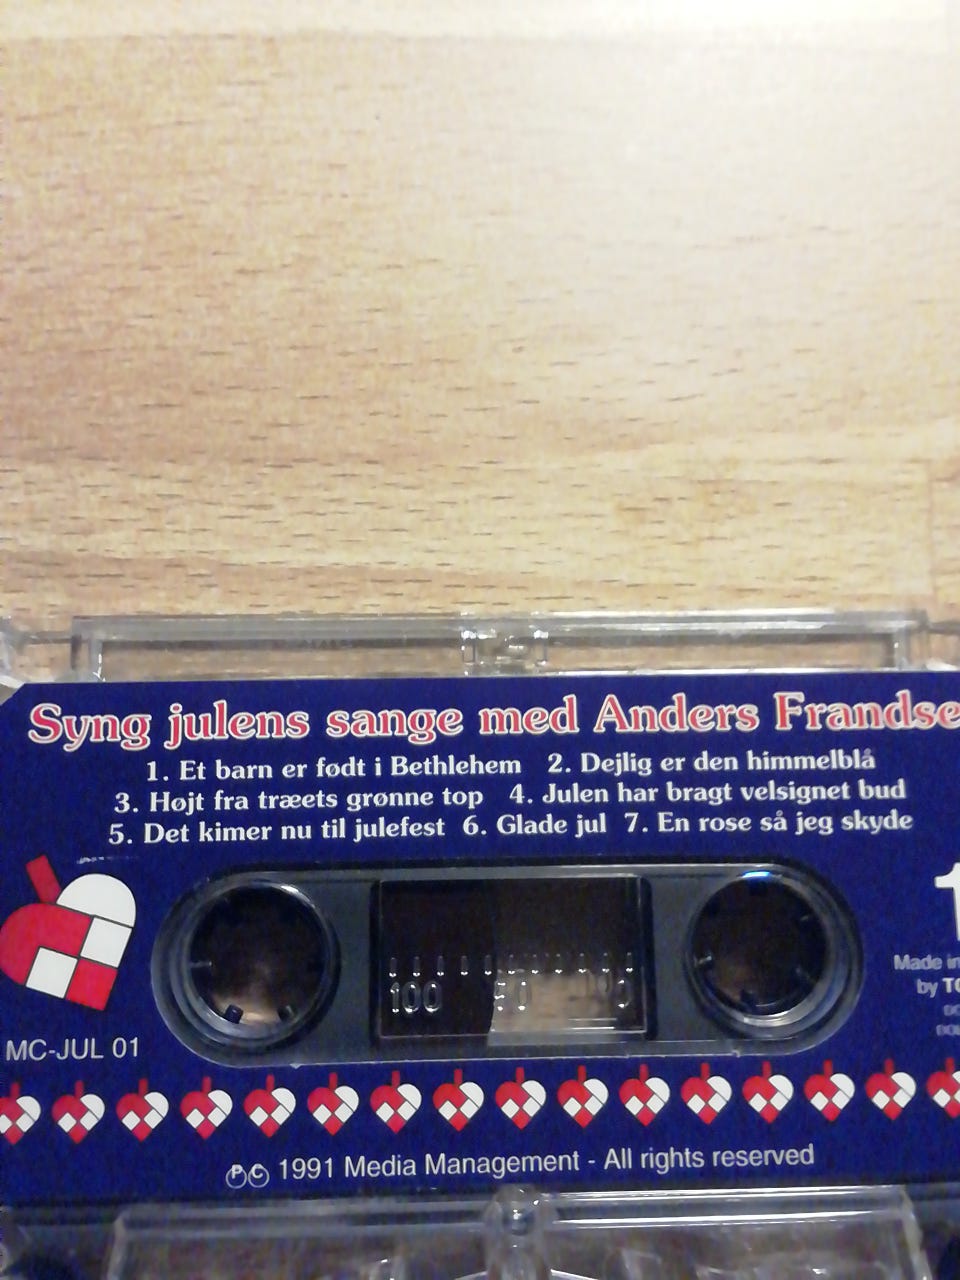 Syng julens sange med Anders Frandse
1. Et barn er født i Bethlehem 2. Dejlig er den himmelblå
3. Højt fra træets grønne top 4. Julen har bragt velsignet bud
5. Det kimer nu til julefest 6. Glade jul 7. En rose så jeg skyde
1
Made in
by TO
MC-JUL 01
100 50
Ⓟ© 1991 Media Management - All rights reserved